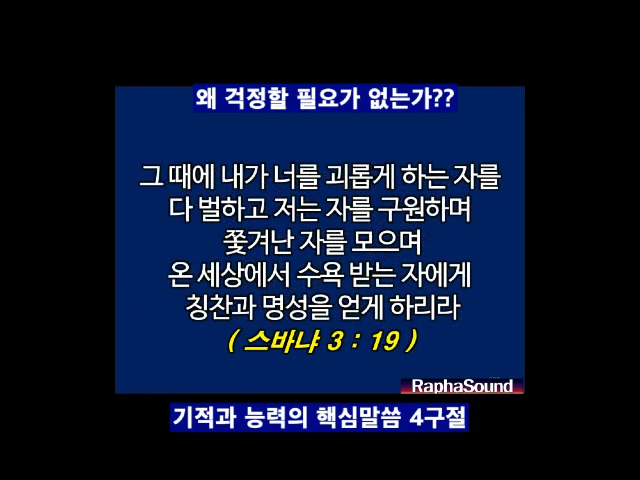 왜 걱정할 필요가 없는가??
그 때에 내가 너를 괴롭게 하는 자를
다 벌하고 저는 자를 구원하며
쫓겨난 자를 모으며
온 세상에서 수욕 받는 자에게
칭찬과 명성을 얻게 하리라
( 스바냐 3 : 19 )
RaphaSound
기적과 능력의 핵심말씀 4구절